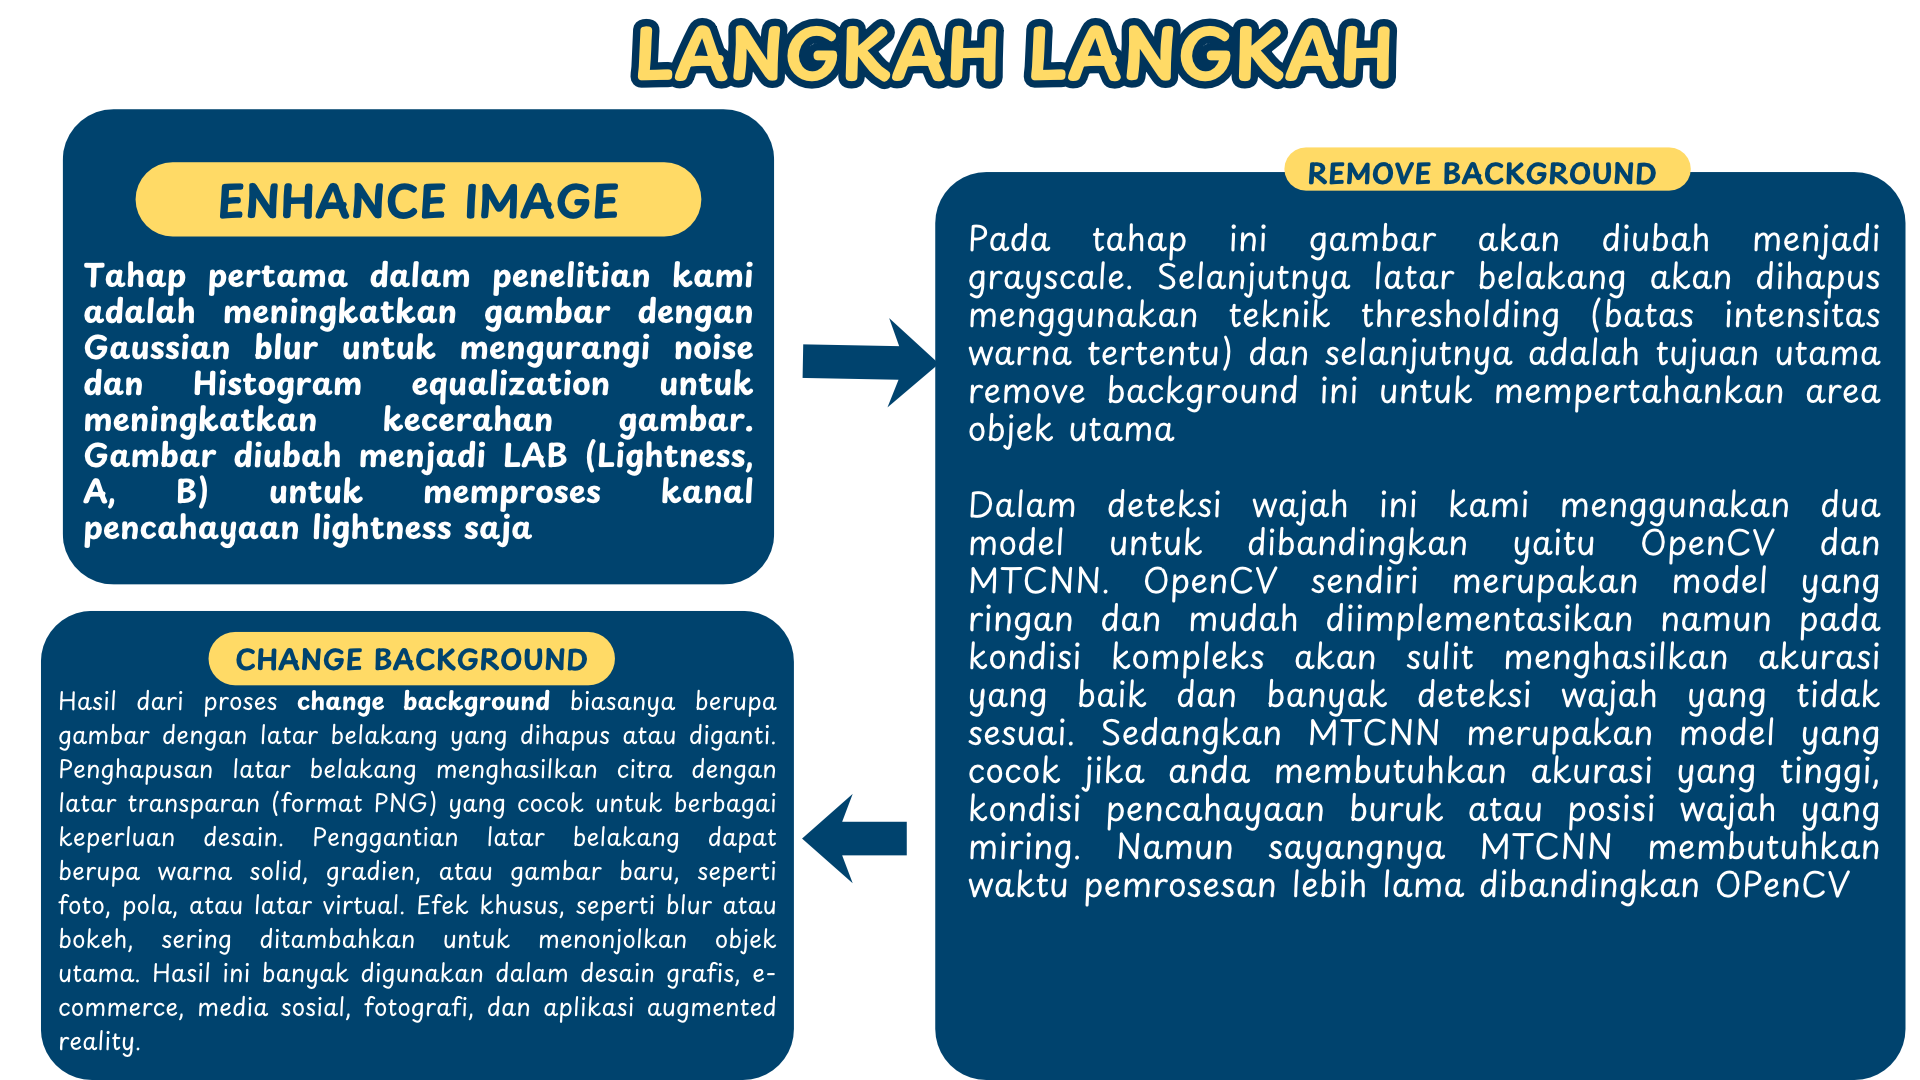 LANGKAH LANGKAH
ENHANCE IMAGE
Tahap pertama dalam penelitian kami
adalah meningkatkan gambar dengan
Gaussian blur untuk mengurangi noise
dan Histogram equalization untuk
meningkatkan kecerahan gambar.
Gambar diubah menjadi LAB (Lightness,
A, B) untuk memproses kanal
pencahayaan lightness saja
REMOVE BACKGROUND
Pada tahap ini gambar akan diubah menjadi
grayscale. Selanjutnya latar belakang akan dihapus
menggunakan teknik thresholding (batas intensitas
warna tertentu) dan selanjutnya adalah tujuan utama
remove background ini untuk mempertahankan area
objek utama
Dalam deteksi wajah ini kami menggunakan dua
model untuk dibandingkan yaitu OpenCV dan
MTCNN. OpenCV sendiri merupakan model yang
ringan dan mudah diimplementasikan namun pada
kondisi kompleks akan sulit menghasilkan akurasi
yang baik dan banyak deteksi wajah yang tidak
sesuai. Sedangkan MTCNN merupakan model yang
cocok jika anda membutuhkan akurasi yang tinggi,
kondisi pencahayaan buruk atau posisi wajah yang
miring. Namun sayangnya MTCNN membutuhkan
waktu pemrosesan lebih lama dibandingkan OPenCV
CHANGE BACKGROUND
Hasil dari proses change background biasanya berupa
gambar dengan latar belakang yang dihapus atau diganti.
Penghapusan latar belakang menghasilkan citra dengan
latar transparan (format PNG) yang cocok untuk berbagai
keperluan desain. Penggantian latar belakang dapat
berupa warna solid, gradien, atau gambar baru, seperti
foto, pola, atau latar virtual. Efek khusus, seperti blur atau
bokeh, sering ditambahkan untuk menonjolkan objek
utama. Hasil ini banyak digunakan dalam desain grafis, e-
commerce, media sosial, fotografi, dan aplikasi augmented
reality.